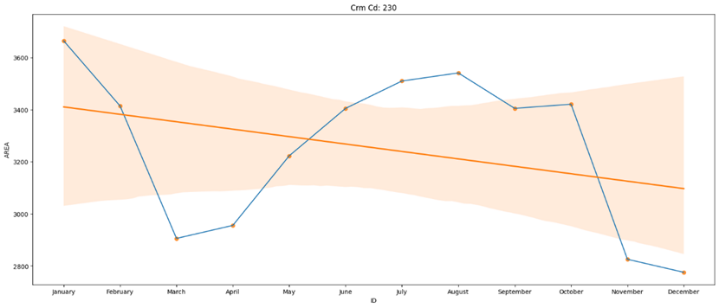 Crm Cd: 230
3600
3400
3200
3000
2800
AREA
January February March April May June July August September October November December
ID